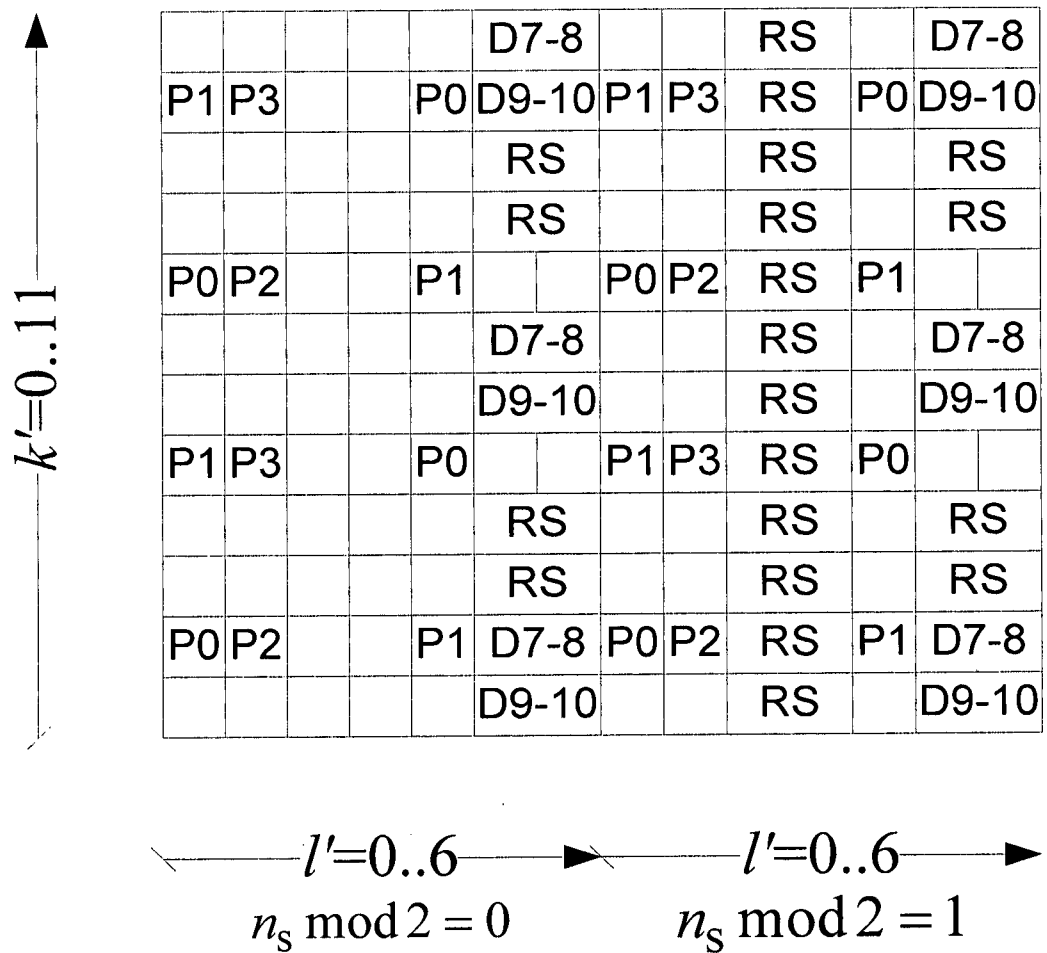 D7-8 RS D7-8
P1 P3 P0 D9-10 P1 P3 RS P0 D9-10
RS RS RS
RS RS RS
P0 P2 P1 P0 P2 RS P1
D7-8 RS D7-8
D9-10 RS D9-10
P1 P3 P0 P1 P3 RS P0
RS RS RS
RS RS RS
P0 P2 P1 D7-8 P0 P2 RS P1 D7-8
D9-10 RS D9-10
k'=0..11
l'=0..6 l'=0..6
n_s mod 2 = 0 n_s mod 2 = 1